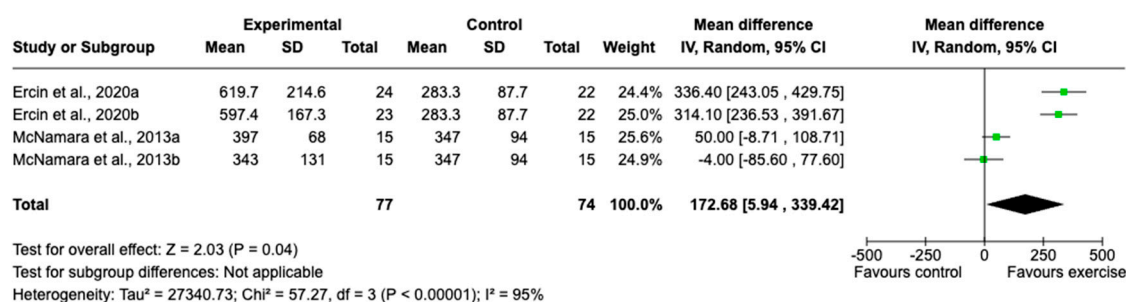 Experimental Control Mean difference Mean difference
Study or Subgroup Mean SD Total Mean SD Total Weight IV, Random, 95% CI IV, Random, 95% CI
Ercin et al., 2020a 619.7 214.6 24 283.3 87.7 22 24.4% 336.40 [243.05 , 429.75]
Ercin et al., 2020b 597.4 167.3 23 283.3 87.7 22 25.0% 314.10 [236.53 , 391.67]
McNamara et al., 2013a 397 68 15 347 94 15 25.6% 50.00 [-8.71 , 108.71]
McNamara et al., 2013b 343 131 15 347 94 15 24.9% -4.00 [-85.60 , 77.60]
Total 77 74 100.0% 172.68 [5.94 , 339.42]
Test for overall effect: Z = 2.03 (P = 0.04)
Test for subgroup differences: Not applicable
Heterogeneity: Tau² = 27340.73; Chi² = 57.27, df = 3 (P < 0.00001); I² = 95%
-500 -250 0 250 500
Favours control Favours exercise